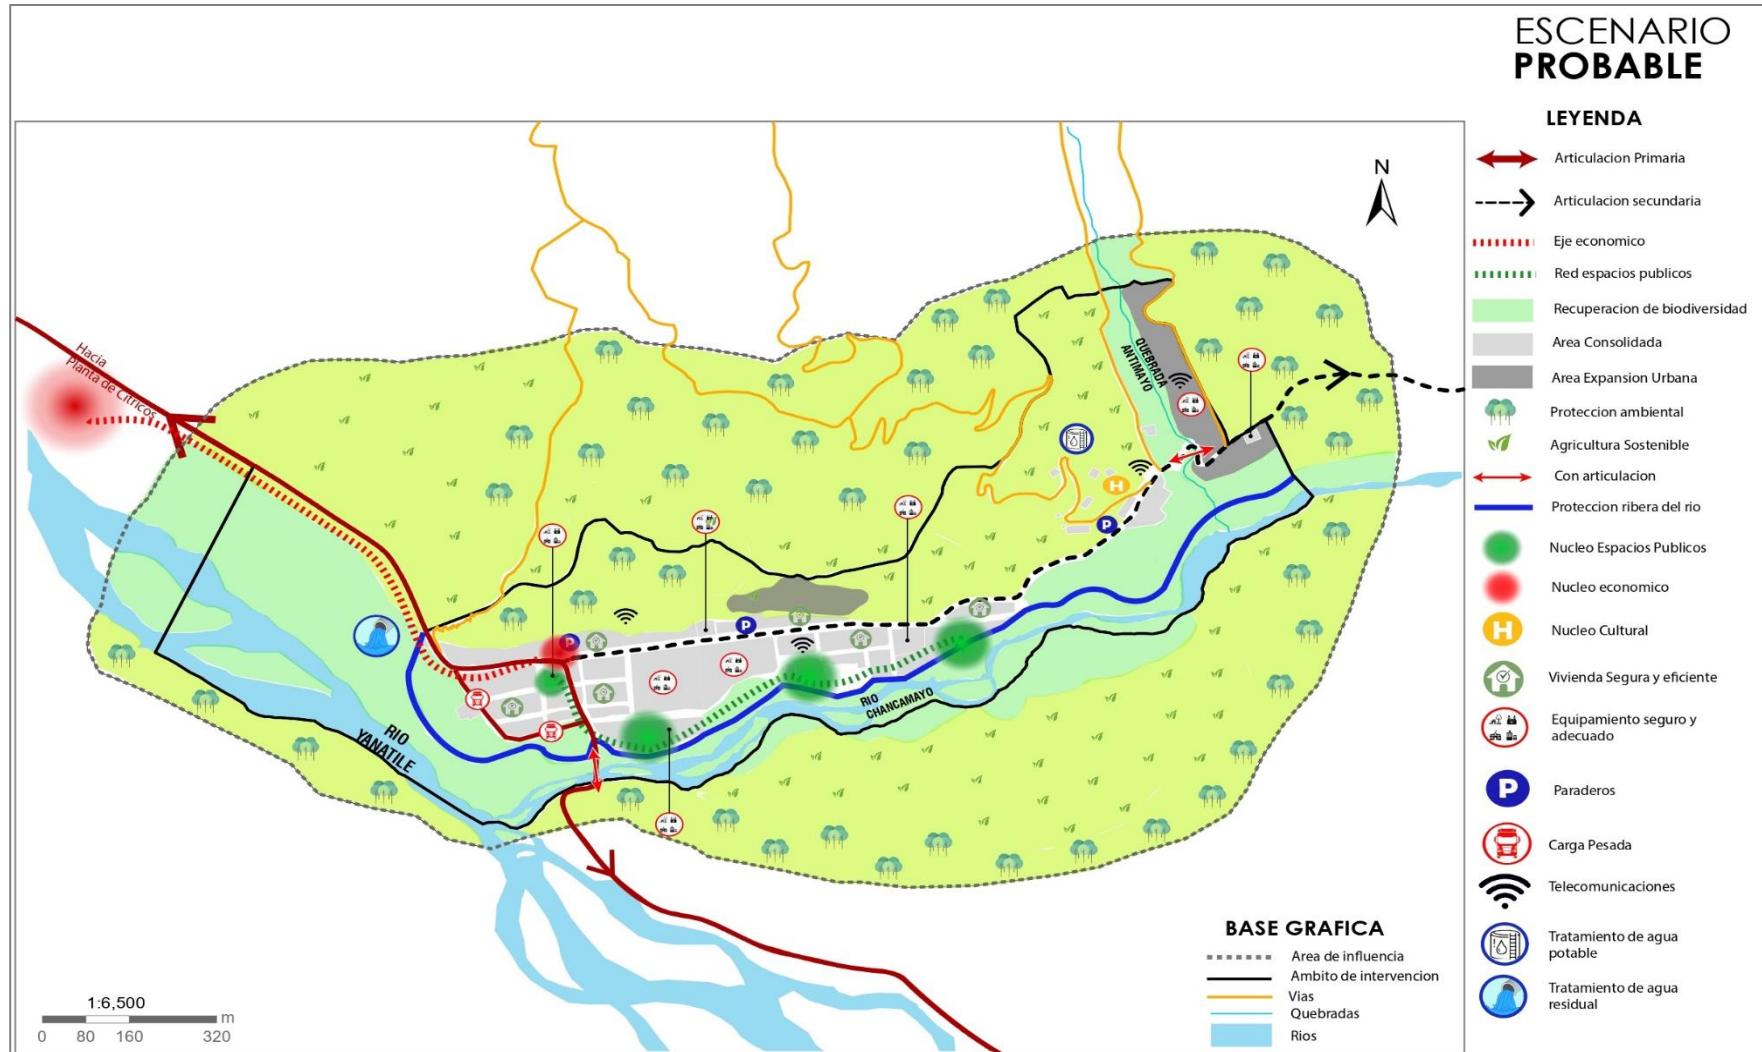 ESCENARIO
PROBABLE
LEYENDA
Articulacion Primaria
Articulacion secundaria
Eje economico
Red espacios publicos
Recuperacion de biodiversidad
Area Consolidada
Area Expansion Urbana
Proteccion ambiental
Agricultura Sostenible
Con articulacion
Proteccion ribera del rio
Nucleo Espacios Publicos
Nucleo economico
H
Nucleo Cultural
Vivienda Segura y eficiente
Equipamiento seguro y
adecuado
P
Paraderos
Carga Pesada
Telecomunicaciones
Tratamiento de agua
potable
Tratamiento de agua
residual
N
Hacia
Planta de Citricos
QUEBRADA
ANTIMAYO
H
P
P
P
RIO
CHANCAMAYO
RIO
YANATILE
BASE GRAFICA
Area de influencia
Ambito de intervencion
Vias
Quebradas
Rios
1:6,500
m
0 80 160 320